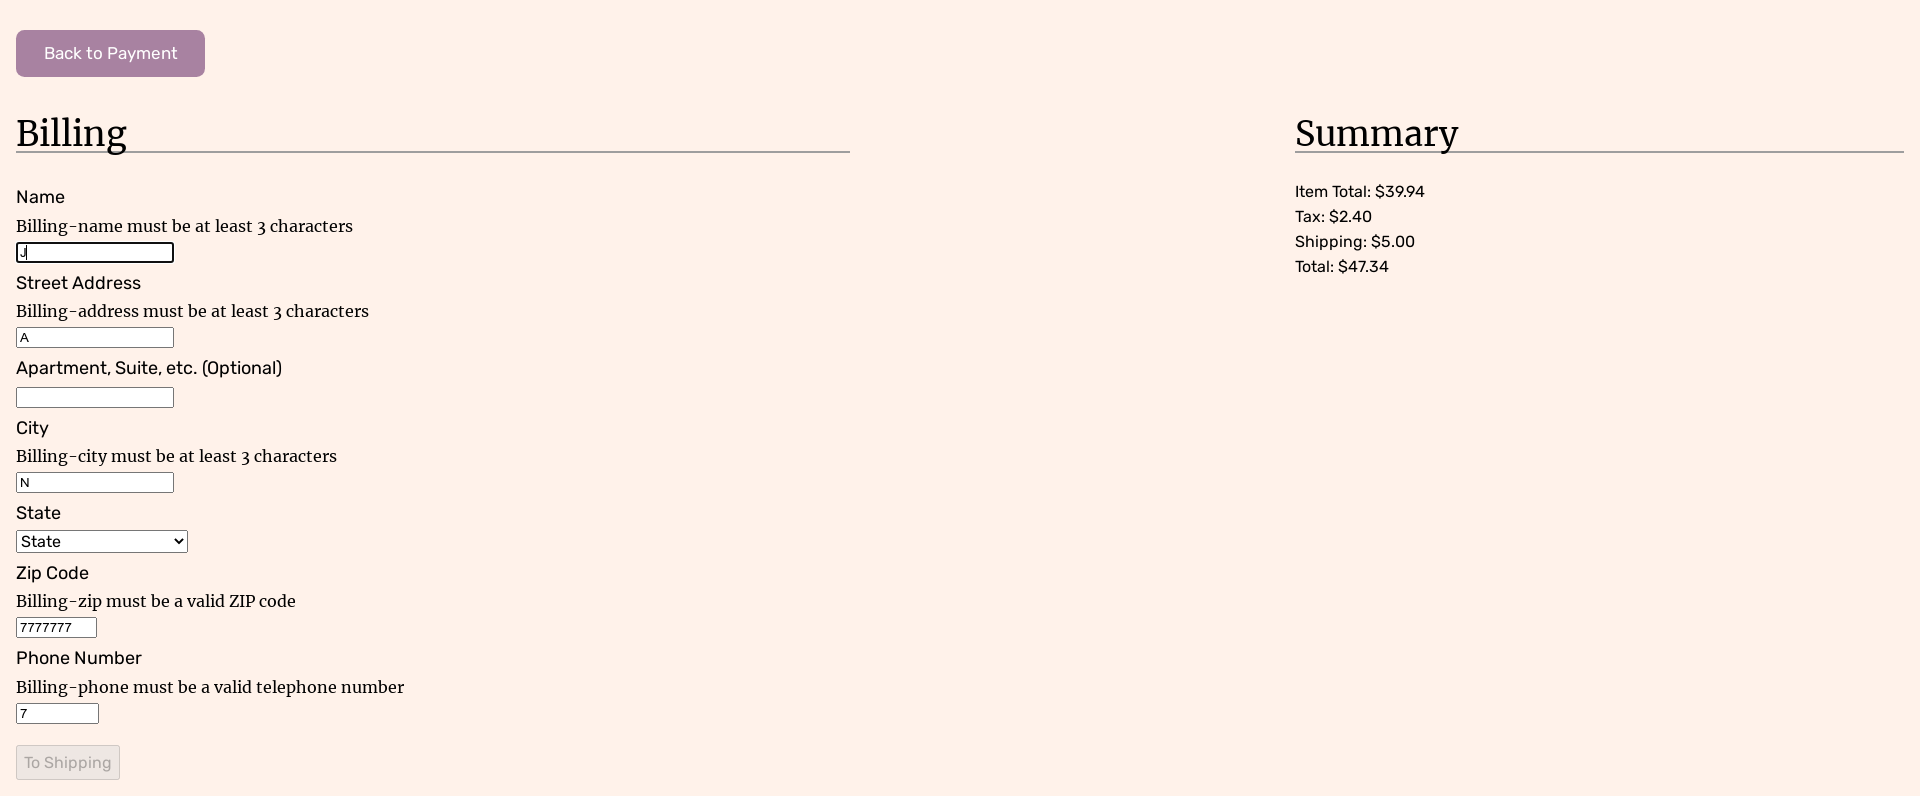 Back to Payment
Billing
Name
Billing-name must be at least 3 characters
J
Street Address
Billing-address must be at least 3 characters
A
Apartment, Suite, etc. (Optional)
City
Billing-city must be at least 3 characters
N
State
State
Zip Code
Billing-zip must be a valid ZIP code
7777777
Phone Number
Billing-phone must be a valid telephone number
7
To Shipping
Summary
Item Total: $39.94
Tax: $2.40
Shipping: $5.00
Total: $47.34